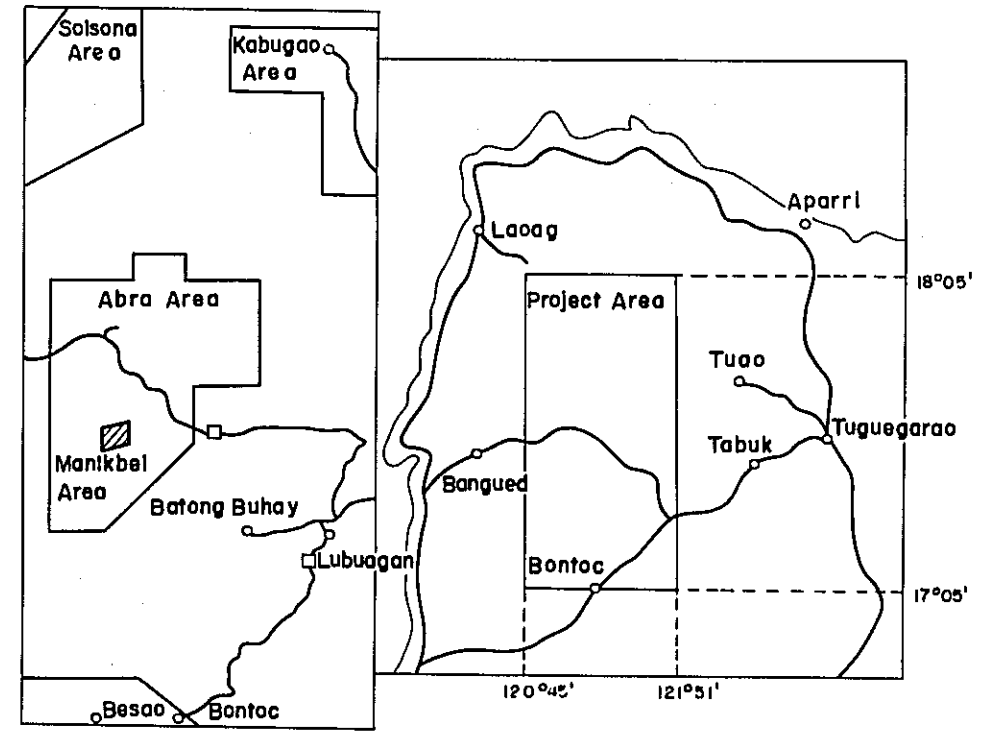 Solsona
Area
Kabugao
Area
Abra Area
Manikbel
Area
Batong Buhay
Lubuagan
Besao
Bontoc
Aparri
Laoag
18°05'
Project Area
Tuao
Tuguegarao
Tabuk
Bangued
Bontoc
17°05'
120°45'
121°51'